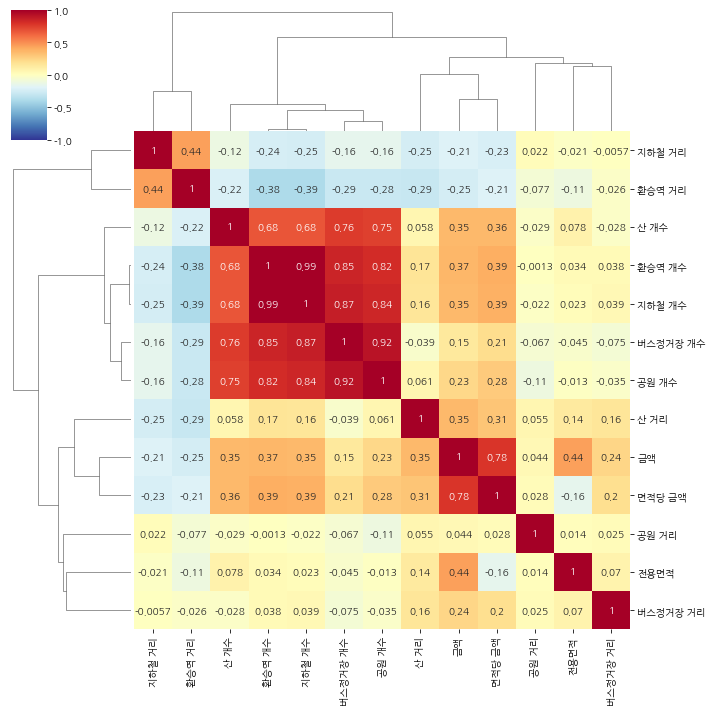 1,0
0,5
0,0
-0,5
-1,0
1 0,44 -0,12 -0,24 -0,25 -0,16 -0,16 -0,25 -0,21 -0,23 0,022 -0,021 -0,0057 지하철 거리
0,44 1 -0,22 -0,38 -0,39 -0,29 -0,28 -0,29 -0,25 -0,21 -0,077 -0,11 -0,026 환승역 거리
-0,12 -0,22 1 0,68 0,68 0,76 0,75 0,058 0,35 0,36 -0,029 0,078 -0,028 산 개수
-0,24 -0,38 0,68 1 0,99 0,85 0,82 0,17 0,37 0,39 -0,0013 0,034 0,038 환승역 개수
-0,25 -0,39 0,68 0,99 1 0,87 0,84 0,16 0,35 0,39 -0,022 0,023 0,039 지하철 개수
-0,16 -0,29 0,76 0,85 0,87 1 0,92 -0,039 0,15 0,21 -0,067 -0,045 -0,075 버스정거장 개수
-0,16 -0,28 0,75 0,82 0,84 0,92 1 0,061 0,23 0,28 -0,11 -0,013 -0,035 공원 개수
-0,25 -0,29 0,058 0,17 0,16 -0,039 0,061 1 0,35 0,31 0,055 0,14 0,16 산 거리
-0,21 -0,25 0,35 0,37 0,35 0,15 0,23 0,35 1 0,78 0,044 0,44 0,24 금액
-0,23 -0,21 0,36 0,39 0,39 0,21 0,28 0,31 0,78 1 0,028 -0,16 0,2 면적당 금액
0,022 -0,077 -0,029 -0,0013 -0,022 -0,067 -0,11 0,055 0,044 0,028 1 0,014 0,025 공원 거리
-0,021 -0,11 0,078 0,034 0,023 -0,045 -0,013 0,14 0,44 -0,16 0,014 1 0,07 전용면적
-0,0057 -0,026 -0,028 0,038 0,039 -0,075 -0,035 0,16 0,24 0,2 0,025 0,07 1 버스정거장 거리
지하철 거리
환승역 거리
산 개수
환승역 개수
지하철 개수
버스정거장 개수
공원 개수
산 거리
금액
면적당 금액
공원 거리
전용면적
버스정거장 거리